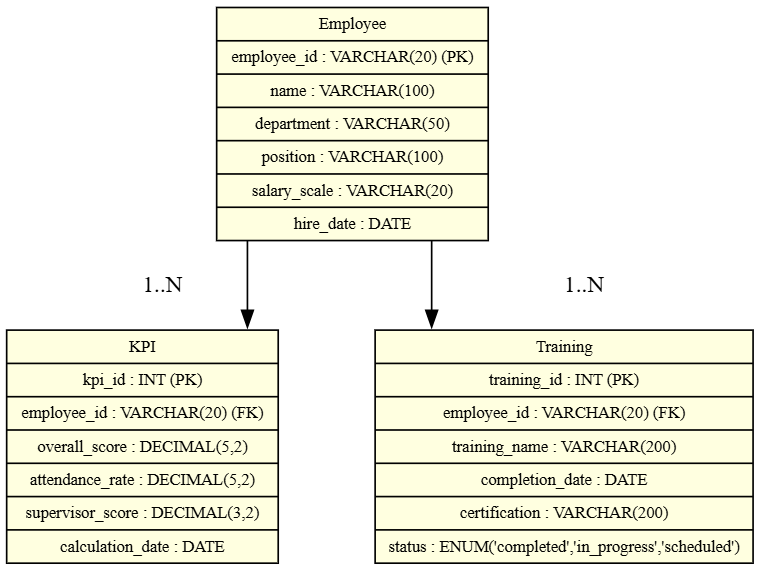 Employee
employee_id : VARCHAR(20) (PK)
name : VARCHAR(100)
department : VARCHAR(50)
position : VARCHAR(100)
salary_scale : VARCHAR(20)
hire_date : DATE
1..N
1..N
KPI
kpi_id : INT (PK)
employee_id : VARCHAR(20) (FK)
overall_score : DECIMAL(5,2)
attendance_rate : DECIMAL(5,2)
supervisor_score : DECIMAL(3,2)
calculation_date : DATE
Training
training_id : INT (PK)
employee_id : VARCHAR(20) (FK)
training_name : VARCHAR(200)
completion_date : DATE
certification : VARCHAR(200)
status : ENUM('completed','in_progress','scheduled')